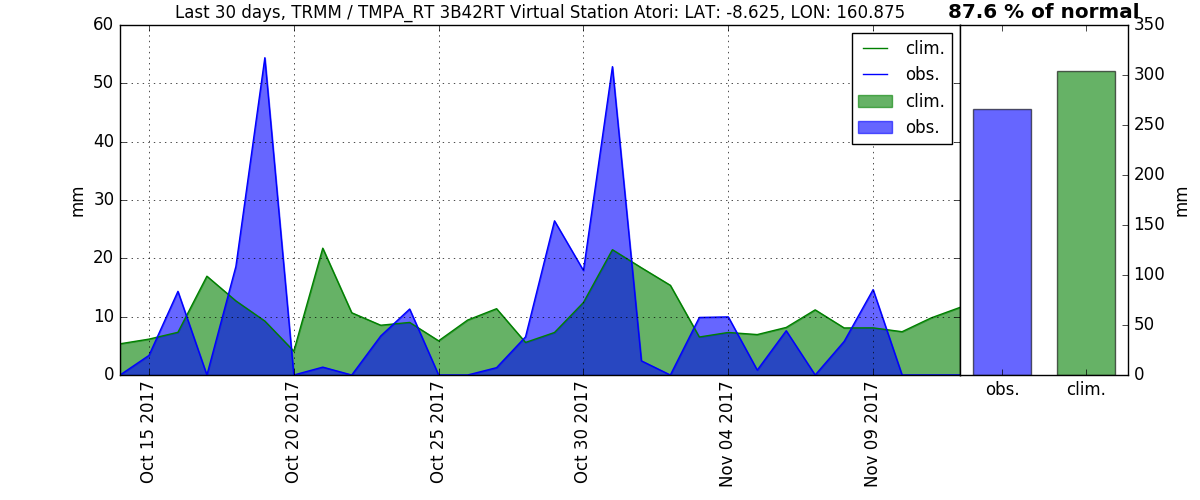 Last 30 days, TRMM / TMPA_RT 3B42RT Virtual Station Atori: LAT: -8.625, LON: 160.875
87.6 % of normal
60
50
40
30
20
10
0
mm
clim.
obs.
clim.
obs.
Oct 15 2017
Oct 20 2017
Oct 25 2017
Oct 30 2017
Nov 04 2017
Nov 09 2017
350
300
250
200
150
100
50
0
mm
obs.
clim.